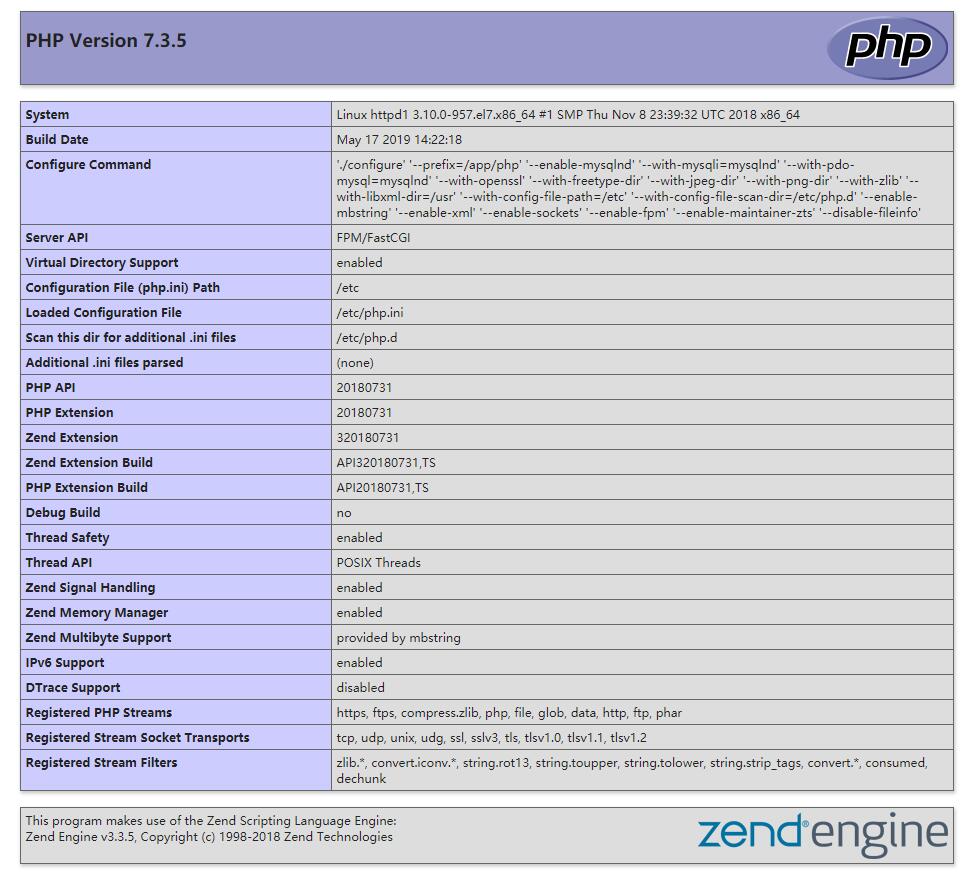 PHP Version 7.3.5
php
System Linux httpd1 3.10.0-957.el7.x86_64 #1 SMP Thu Nov 8 23:39:32 UTC 2018 x86_64
Build Date May 17 2019 14:22:18
Configure Command './configure' '--prefix=/app/php' '--enable-mysqlnd' '--with-mysqli=mysqlnd' '--with-pdo-
mysql=mysqlnd' '--with-openssl' '--with-freetype-dir' '--with-jpeg-dir' '--with-png-dir' '--with-zlib' '--
with-libxml-dir=/usr' '--with-config-file-path=/etc' '--with-config-file-scan-dir=/etc/php.d' '--enable-
mbstring' '--enable-xml' '--enable-sockets' '--enable-fpm' '--enable-maintainer-zts' '--disable-fileinfo'
Server API FPM/FastCGI
Virtual Directory Support enabled
Configuration File (php.ini) Path /etc
Loaded Configuration File /etc/php.ini
Scan this dir for additional .ini files /etc/php.d
Additional .ini files parsed (none)
PHP API 20180731
PHP Extension 20180731
Zend Extension 320180731
Zend Extension Build API320180731,TS
PHP Extension Build API20180731,TS
Debug Build no
Thread Safety enabled
Thread API POSIX Threads
Zend Signal Handling enabled
Zend Memory Manager enabled
Zend Multibyte Support provided by mbstring
IPv6 Support enabled
DTrace Support disabled
Registered PHP Streams https, ftps, compress.zlib, php, file, glob, data, http, ftp, phar
Registered Stream Socket Transports tcp, udp, unix, udg, ssl, sslv3, tls, tlsv1.0, tlsv1.1, tlsv1.2
Registered Stream Filters zlib.*, convert.iconv.*, string.rot13, string.toupper, string.tolower, string.strip_tags, convert.*, consumed,
dechunk
This program makes use of the Zend Scripting Language Engine:
Zend Engine v3.3.5, Copyright (c) 1998-2018 Zend Technologies
zend® engine